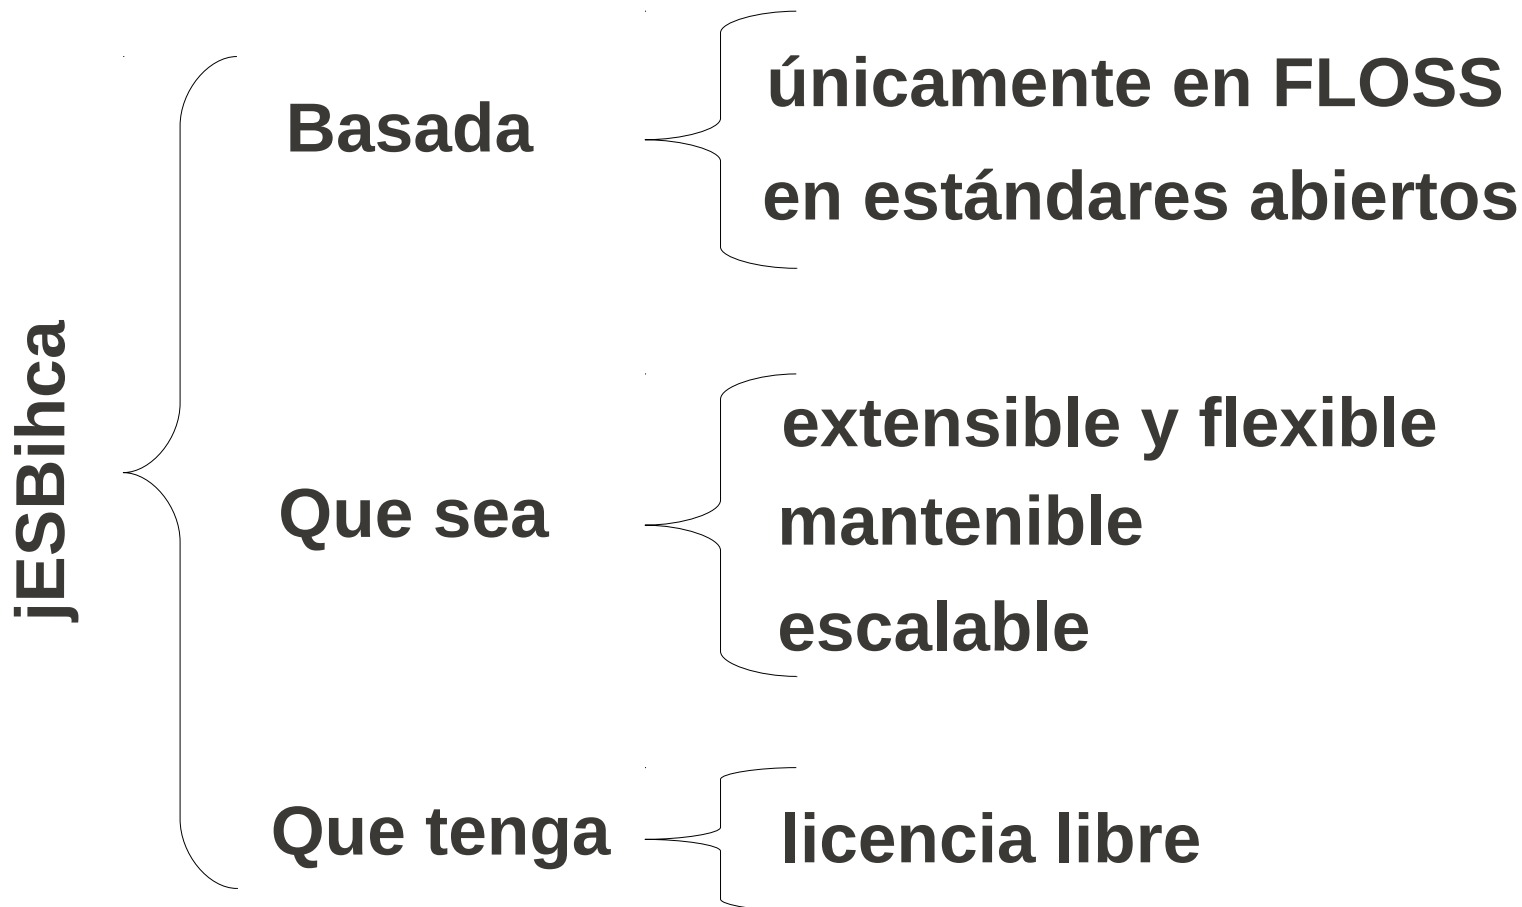 jESBihca
Basada
únicamente en FLOSS
en estándares abiertos
Que sea
extensible y flexible
mantenible
escalable
Que tenga
licencia libre